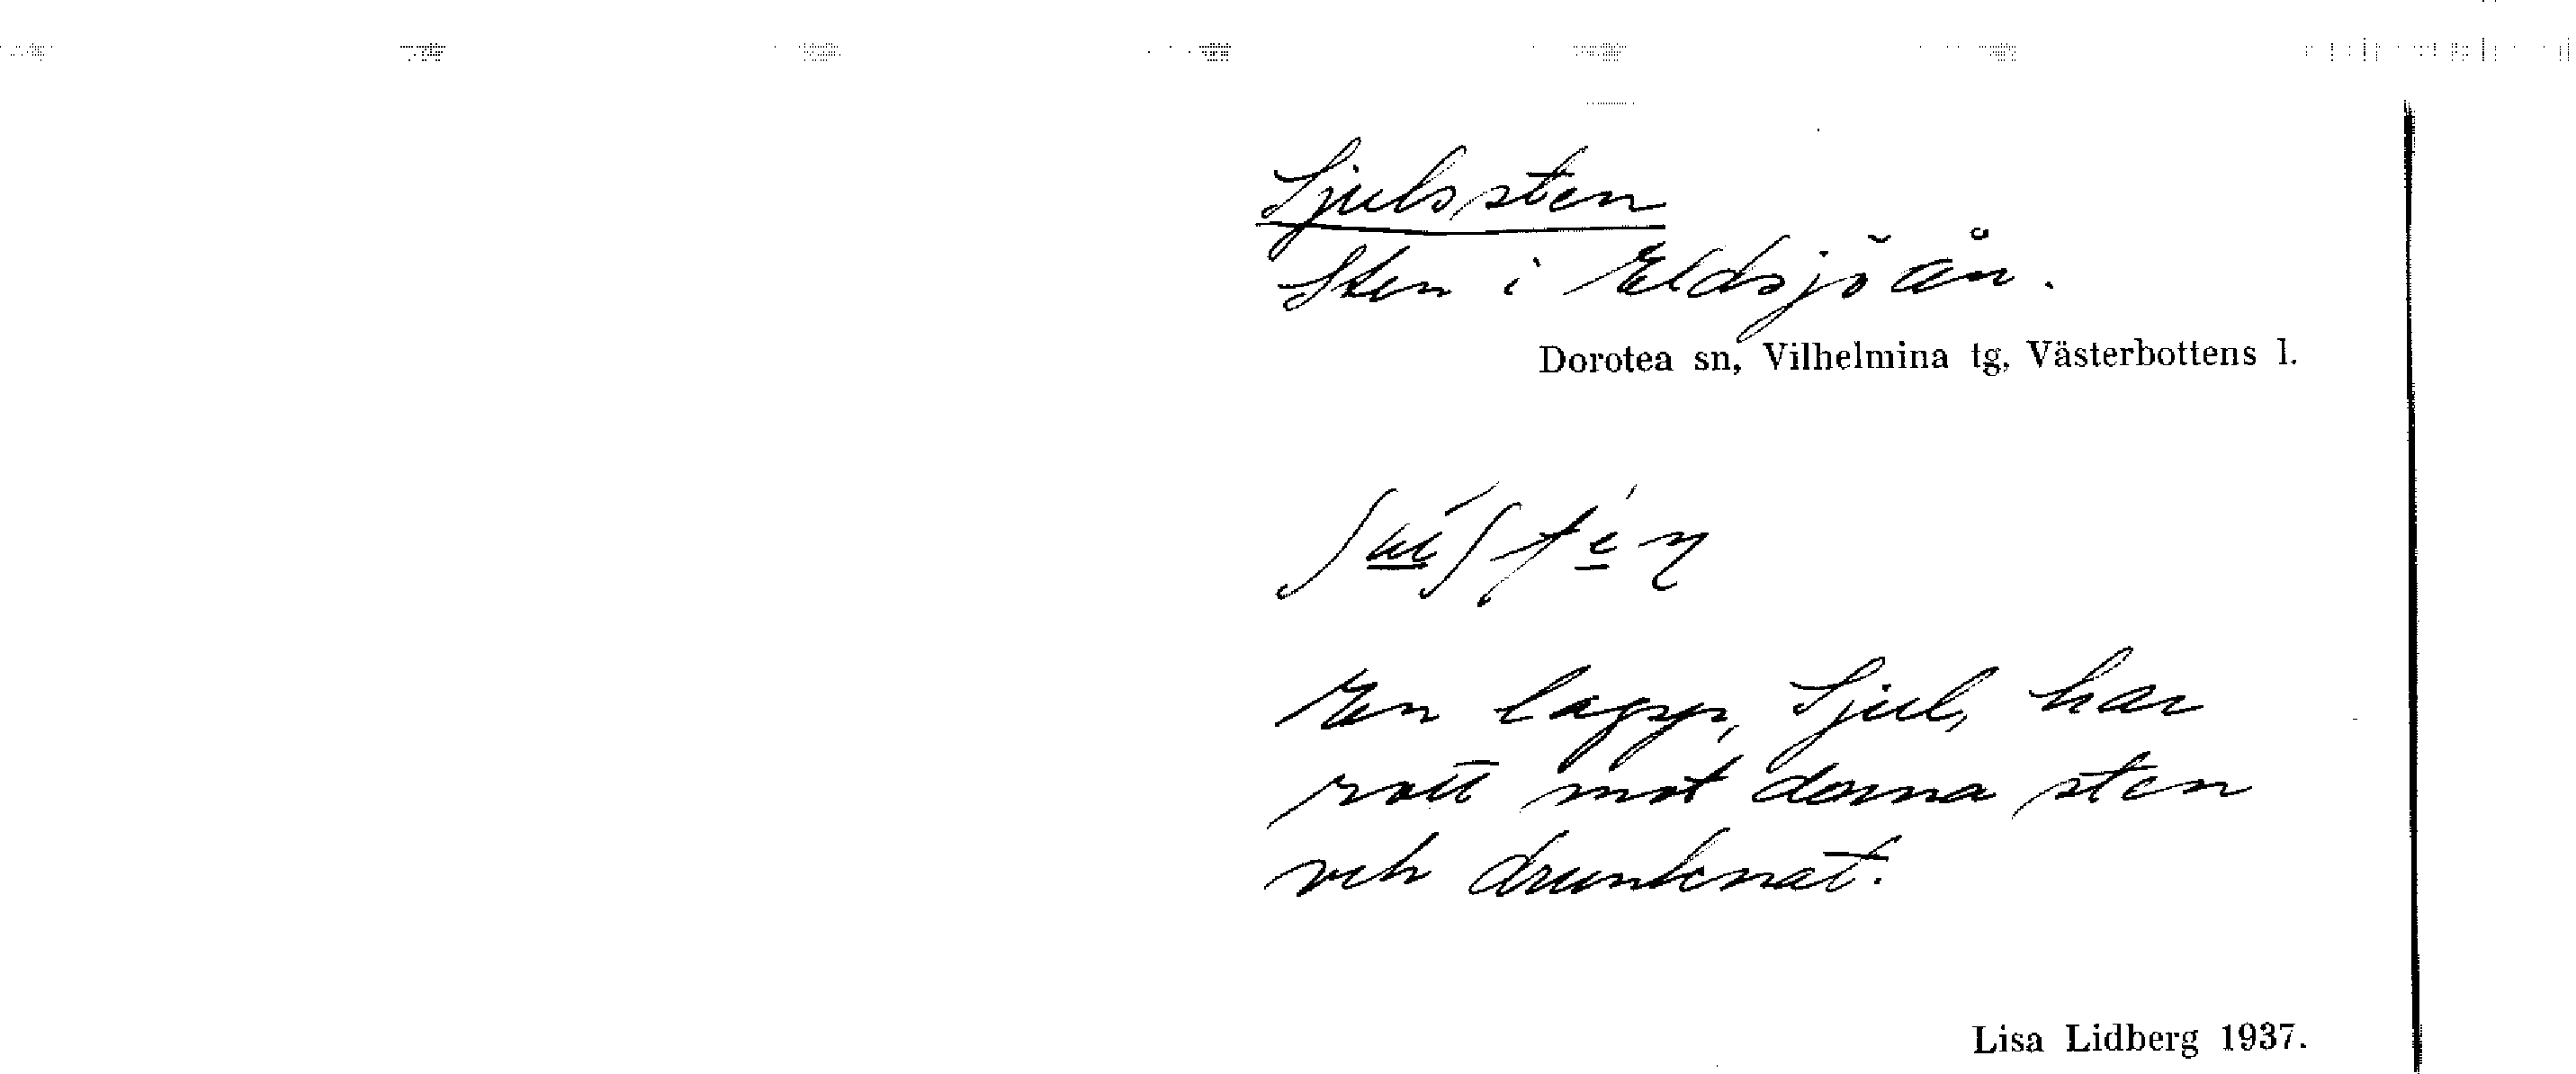 Sjulssten
Sten i Eldsjöån.
Dorotea sn, Vilhelmina tg, Västerbottens l.
En lapp, Sjul, har
rott mot denna sten
och drunknat.
Lisa Lidberg 1937.